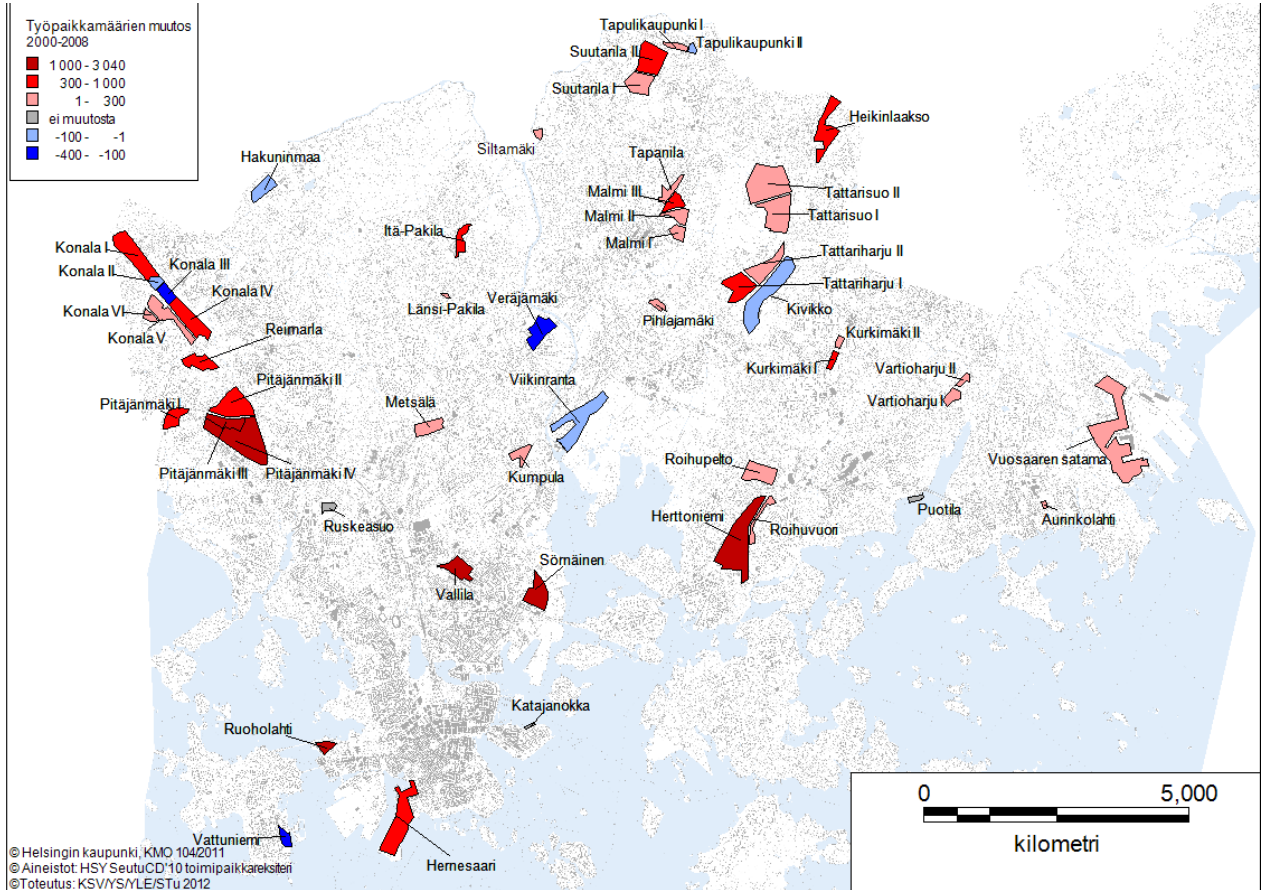 Työpaikkamäärien muutos
2000-2008
1 000 - 3 040
300 - 1 000
1 - 300
ei muutosta
-100 - -1
-400 - -100
Tapulikaupunki I
Tapulikaupunki II
Suutarila II
Suutarila I
Heikinlaakso
Siltamäki
Hakuninmaa
Tapanila
Malmi III
Tattarisuo II
Malmi II
Tattarisuo I
Itä-Pakila
Malmi I
Konala I
Tattariharju II
Konala III
Konala II
Tattariharju I
Konala IV
Veräjämäki
Länsi-Pakila
Kivikko
Konala VI
Pihlajamäki
Konala V
Reimarla
Kurkimäki II
Kurkimäki I
Vartioharju II
Pitäjänmäki II
Viikinranta
Vartioharju I
Pitäjänmäki I
Metsälä
Roihupelto
Vuosaaren satama
Pitäjänmäki III
Pitäjänmäki IV
Kumpula
Puotila
Herttoniemi
Aurinkolahti
Ruskeasuo
Roihuvuori
Sörnäinen
Vallila
Katajanokka
Ruoholahti
0
5,000
kilometri
Vattuniemi
Hernesaari
© Helsingin kaupunki, KMO 104/2011
© Aineistot: HSY SeutuCD'10 toimipaikkareksiteri
©Toteutus: KSV/YS/YLE/STu 2012